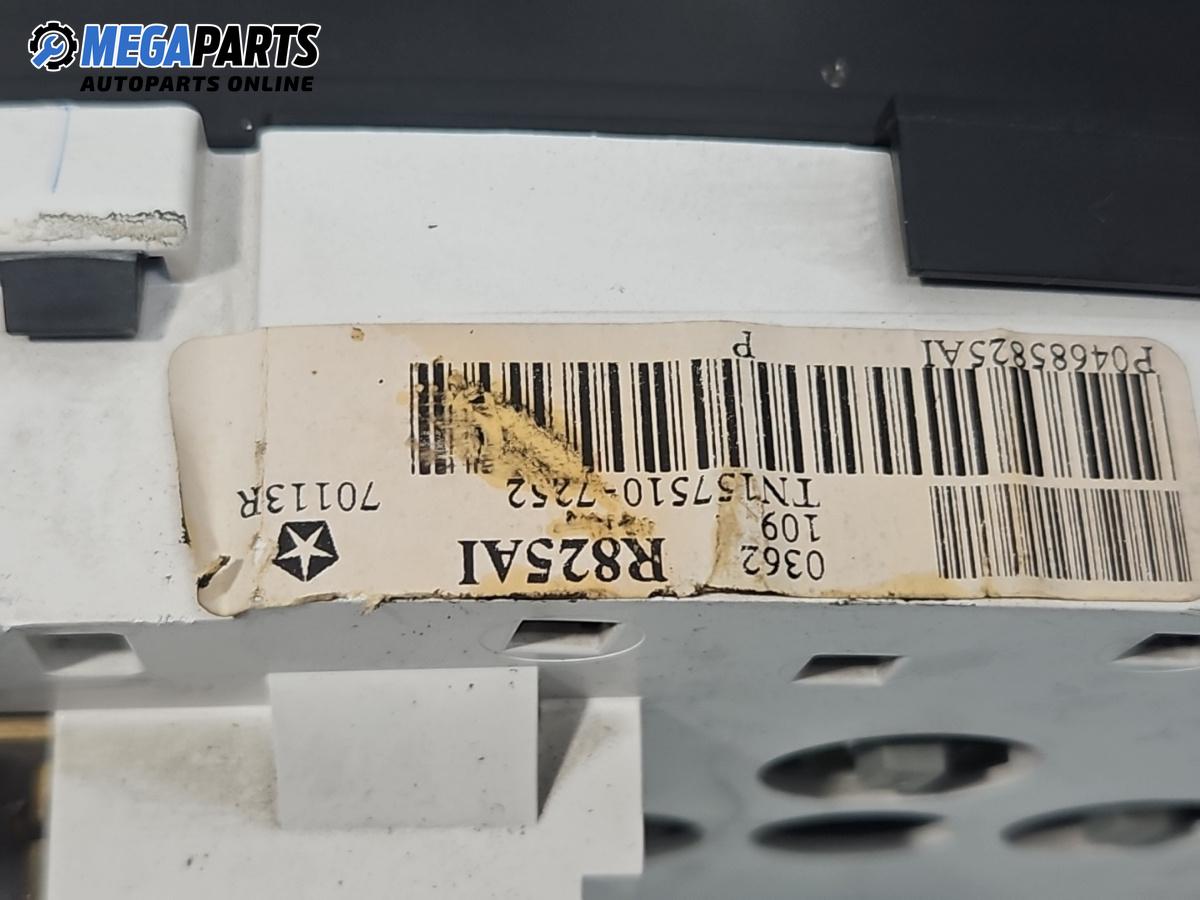 MEGAPARTS
AUTOPARTS ONLINE
P04685825AI
P
TN157510-7252
70113R
109
0362
R825AI